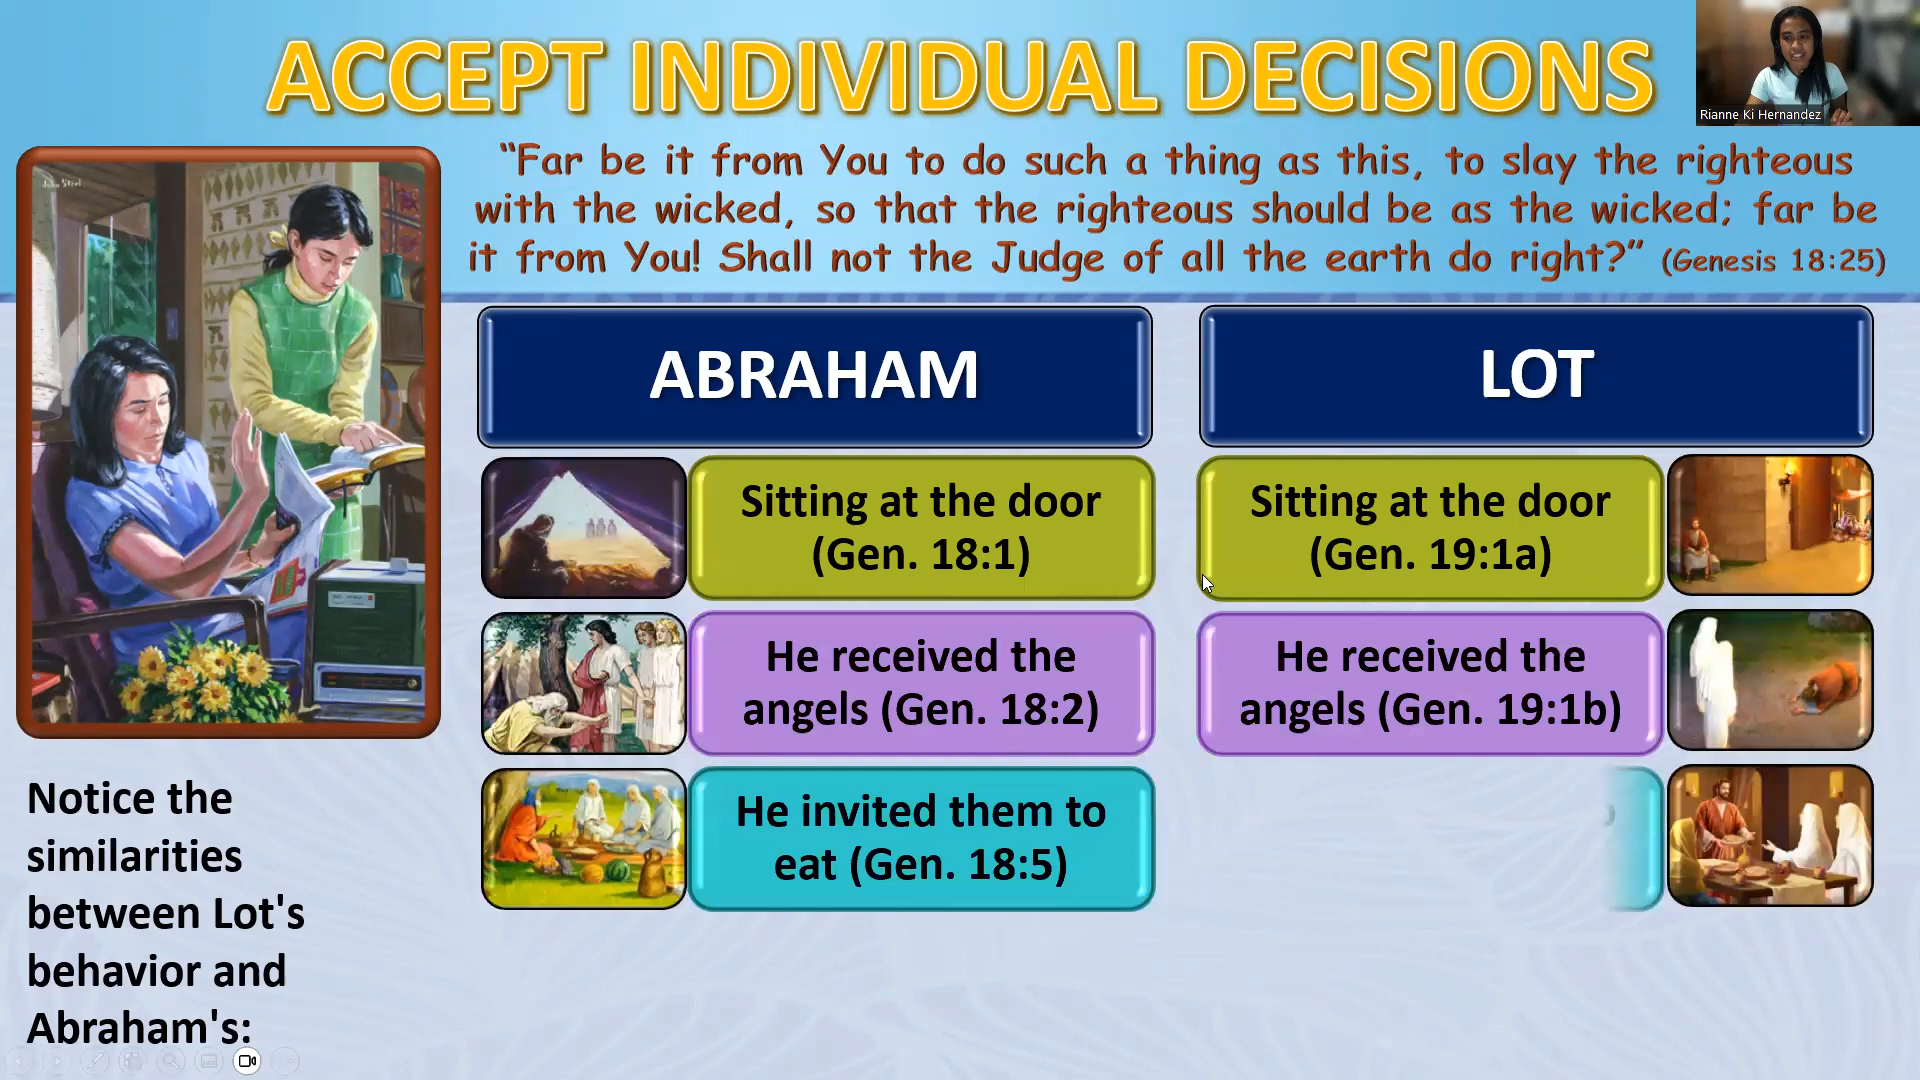 ACCEPT INDIVIDUAL DECISIONS
Rianne Ki Hernandez
“Far be it from You to do such a thing as this, to slay the righteous
with the wicked, so that the righteous should be as the wicked; far be
it from You! Shall not the Judge of all the earth do right?” (Genesis 18:25)
ABRAHAM
LOT
Sitting at the door
(Gen. 18:1)
Sitting at the door
(Gen. 19:1a)
He received the
angels (Gen. 18:2)
He received the
angels (Gen. 19:1b)
He invited them to
eat (Gen. 18:5)
Notice the
similarities
between Lot's
behavior and
Abraham's: